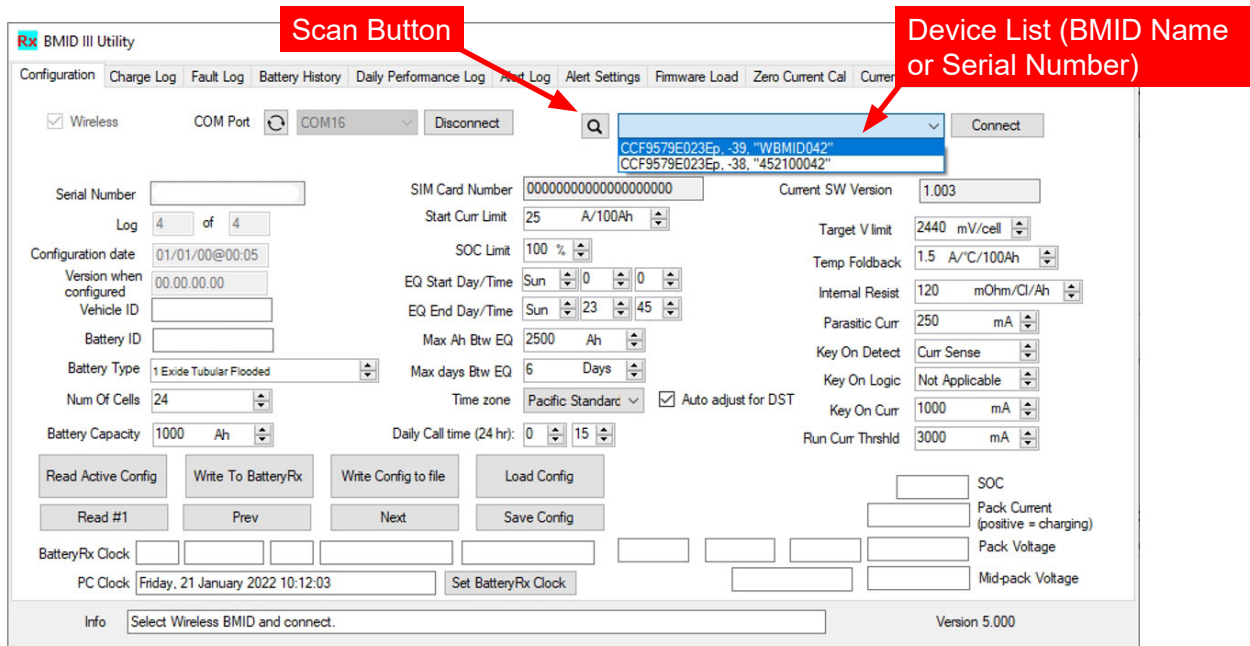 Scan Button
Device List (BMID Name
or Serial Number)
Rx BMID III Utility
Configuration Charge Log Fault Log Battery History Daily Performance Log Alert Log Alert Settings Firmware Load Zero Current Cal
Wireless COM Port COM16 Disconnect Connect
CCF9579E023Ep, -39, "WBMID042"
CCF9579E023Ep, -38, "452100042"
Serial Number SIM Card Number 00000000000000000000 Current SW Version 1.003
Log 4 of 4 Start Curr Limit 25 A/100Ah Target V limit 2440 mV/cell
Configuration date 01/01/00@00:05 SOC Limit 100 % Temp Foldback 1.5 A/°C/100Ah
Version when
configured 00.00.00.00 EQ Start Day/Time Sun 0 0 Internal Resist 120 mOhm/Cl/Ah
Vehicle ID EQ End Day/Time Sun 23 45 Parasitic Curr 250 mA
Battery ID Max Ah Btw EQ 2500 Ah Key On Detect Curr Sense
Battery Type 1 Exide Tubular Flooded Max days Btw EQ 6 Days Key On Logic Not Applicable
Num Of Cells 24 Time zone Pacific Standard Auto adjust for DST Key On Curr 1000 mA
Battery Capacity 1000 Ah Daily Call time (24 hr): 0 15 Run Curr Thrshld 3000 mA
Read Active Config Write To BatteryRx Write Config to file Load Config SOC
Read #1 Prev Next Save Config Pack Current
(positive = charging)
BatteryRx Clock Pack Voltage
PC Clock Friday, 21 January 2022 10:12:03 Set BatteryRx Clock Mid-pack Voltage
Info Select Wireless BMID and connect. Version 5.000